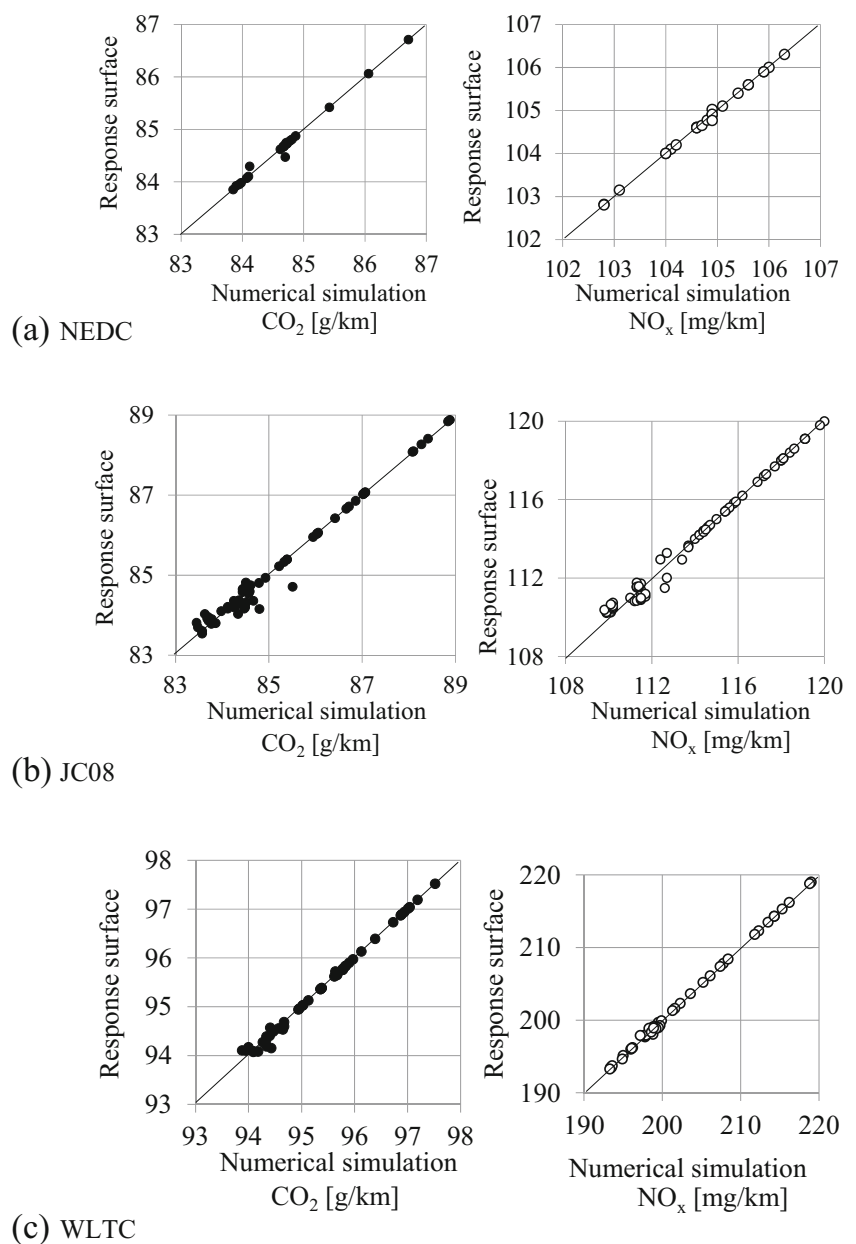 Response surface
87
86
85
84
83
83 84 85 86 87
Numerical simulation
CO₂ [g/km]
Response surface
107
106
105
104
103
102
102 103 104 105 106 107
Numerical simulation
NOₓ [mg/km]
(a) NEDC
Response surface
89
87
85
83
83 85 87 89
Numerical simulation
CO₂ [g/km]
Response surface
120
116
112
108
108 112 116 120
Numerical simulation
NOₓ [mg/km]
(b) JC08
Response surface
98
97
96
95
94
93
93 94 95 96 97 98
Numerical simulation
CO₂ [g/km]
Response surface
220
210
200
190
190 200 210 220
Numerical simulation
NOₓ [mg/km]
(c) WLTC